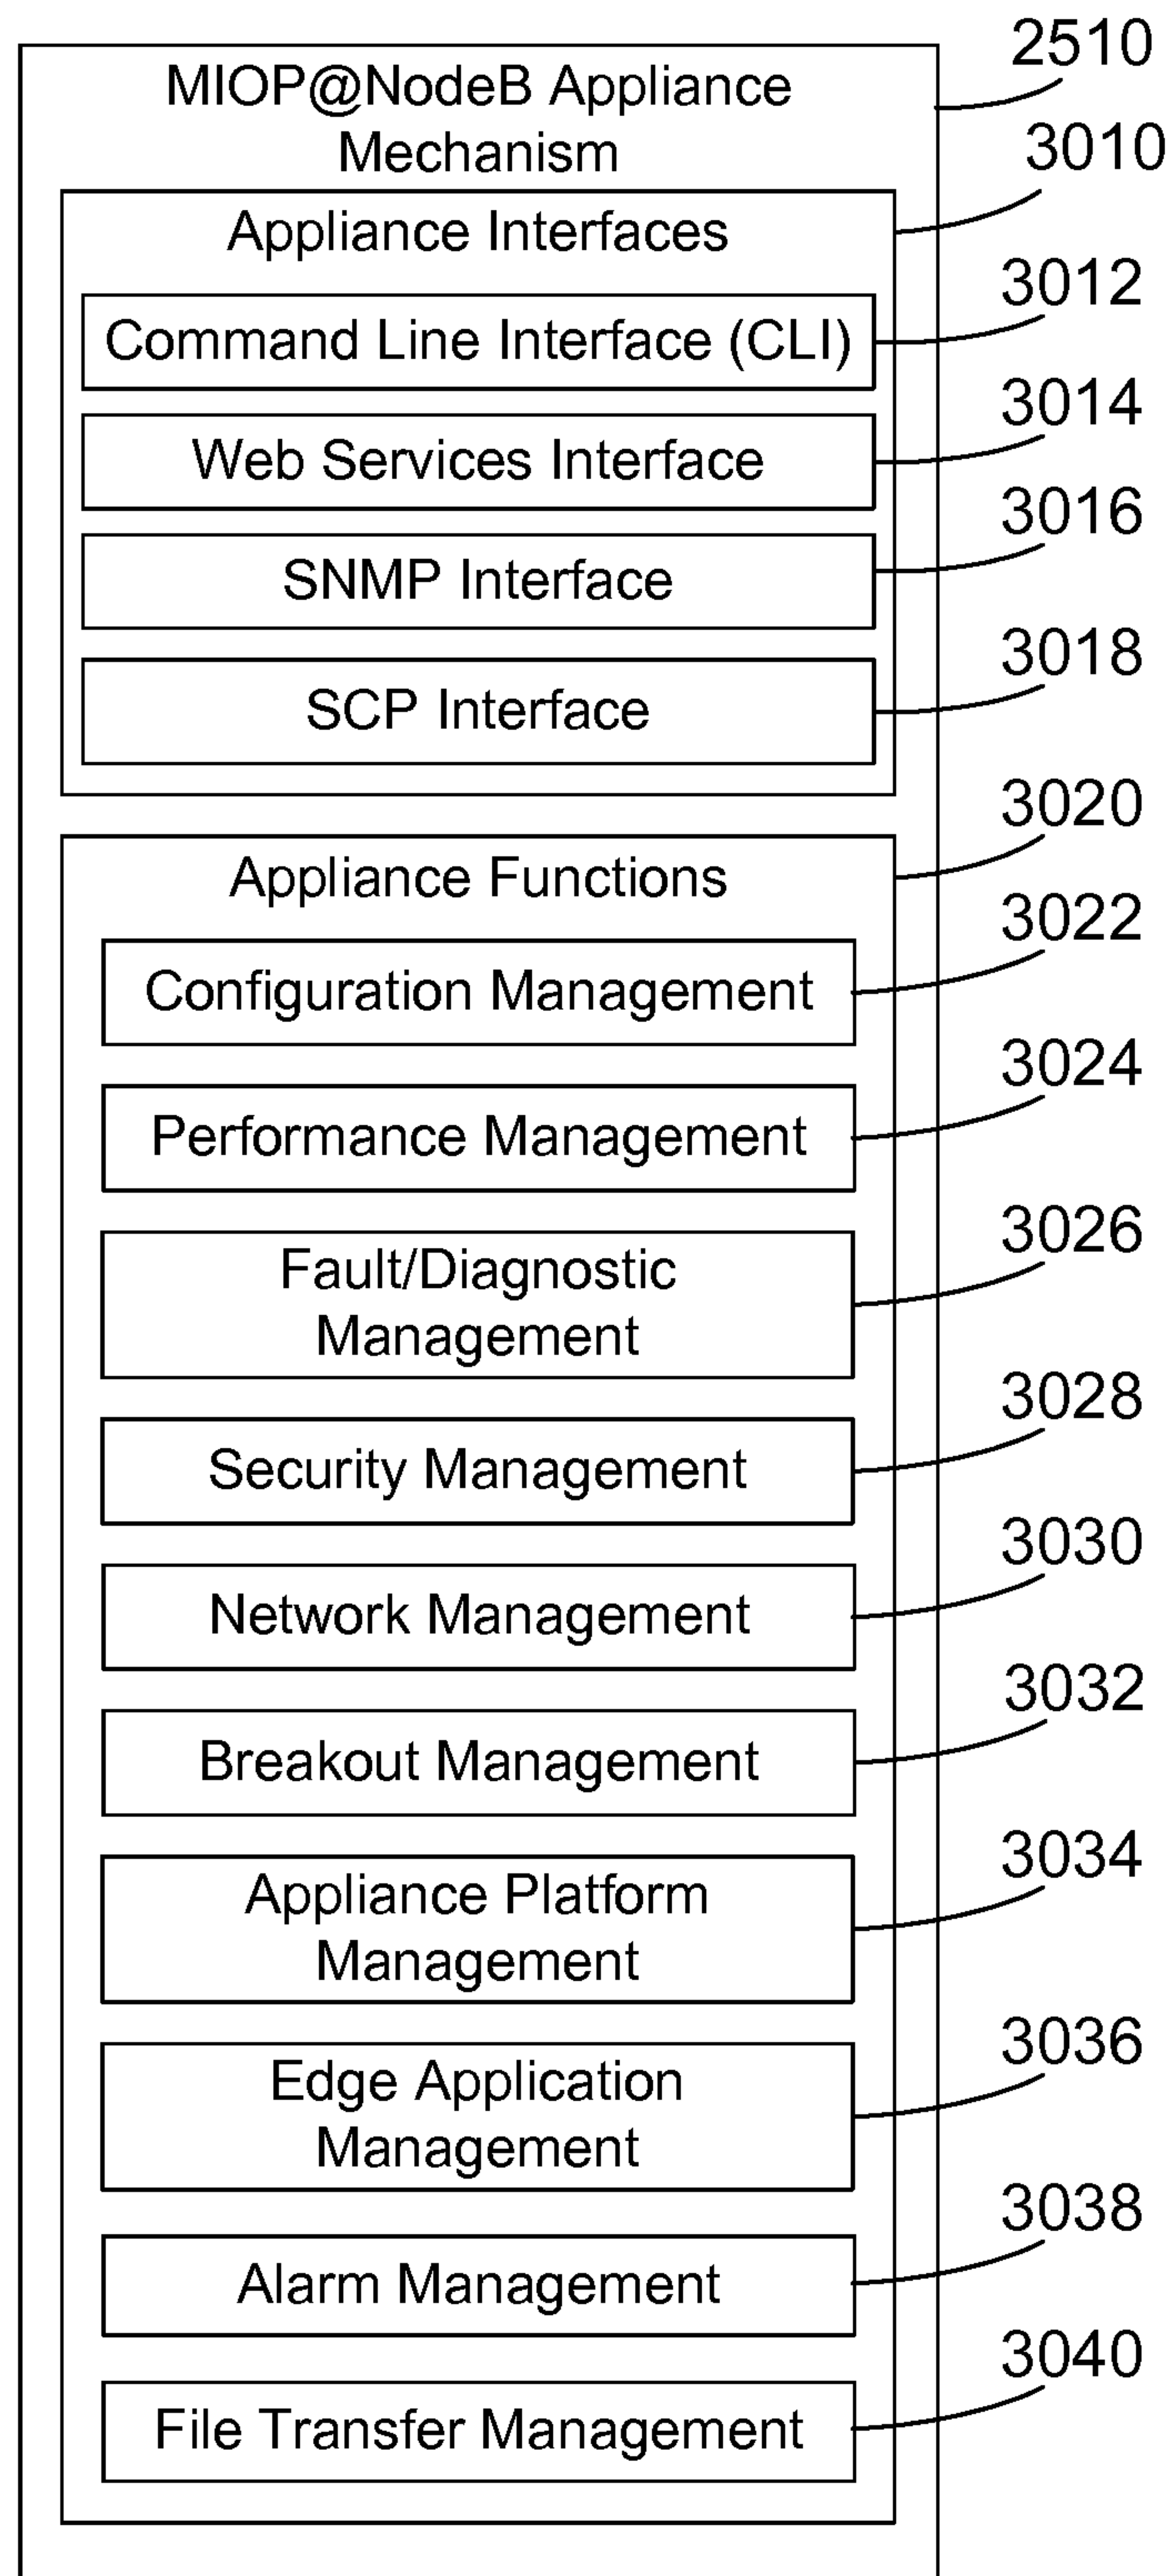 2510
MIOP@NodeB Appliance
Mechanism
3010
Appliance Interfaces
3012
Command Line Interface (CLI)
3014
Web Services Interface
3016
SNMP Interface
3018
SCP Interface
3020
Appliance Functions
3022
Configuration Management
3024
Performance Management
3026
Fault/Diagnostic
Management
3028
Security Management
3030
Network Management
3032
Breakout Management
3034
Appliance Platform
Management
3036
Edge Application
Management
3038
Alarm Management
3040
File Transfer Management